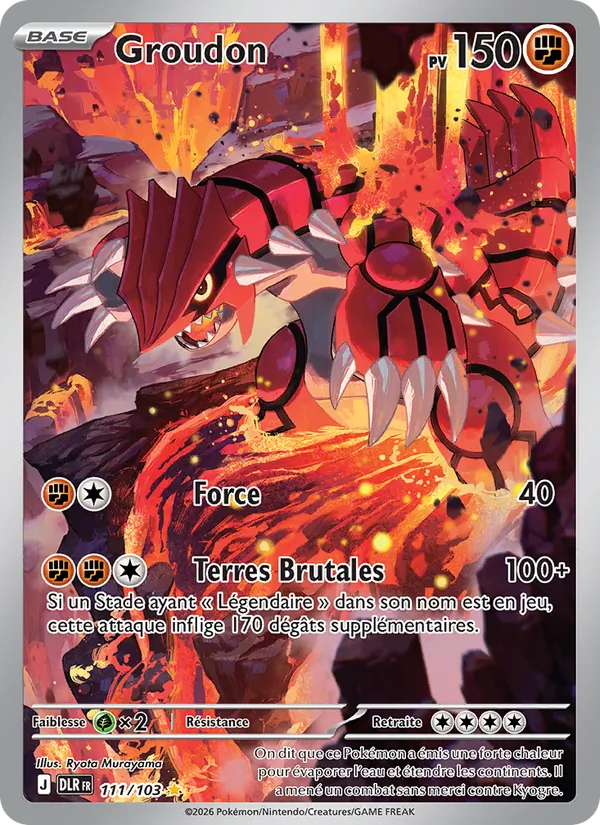 BASE Groudon PV 150
Force 40
Terres Brutales 100+
Si un Stade ayant « Légendaire » dans son nom est en jeu,
cette attaque inflige 170 dégâts supplémentaires.
Faiblesse ×2 Résistance Retraite
Illus. Ryota Murayama
J DLR FR 111/103
On dit que ce Pokémon a émis une forte chaleur
pour évaporer l'eau et étendre les continents. Il
a mené un combat sans merci contre Kyogre.
©2026 Pokémon/Nintendo/Creatures/GAME FREAK